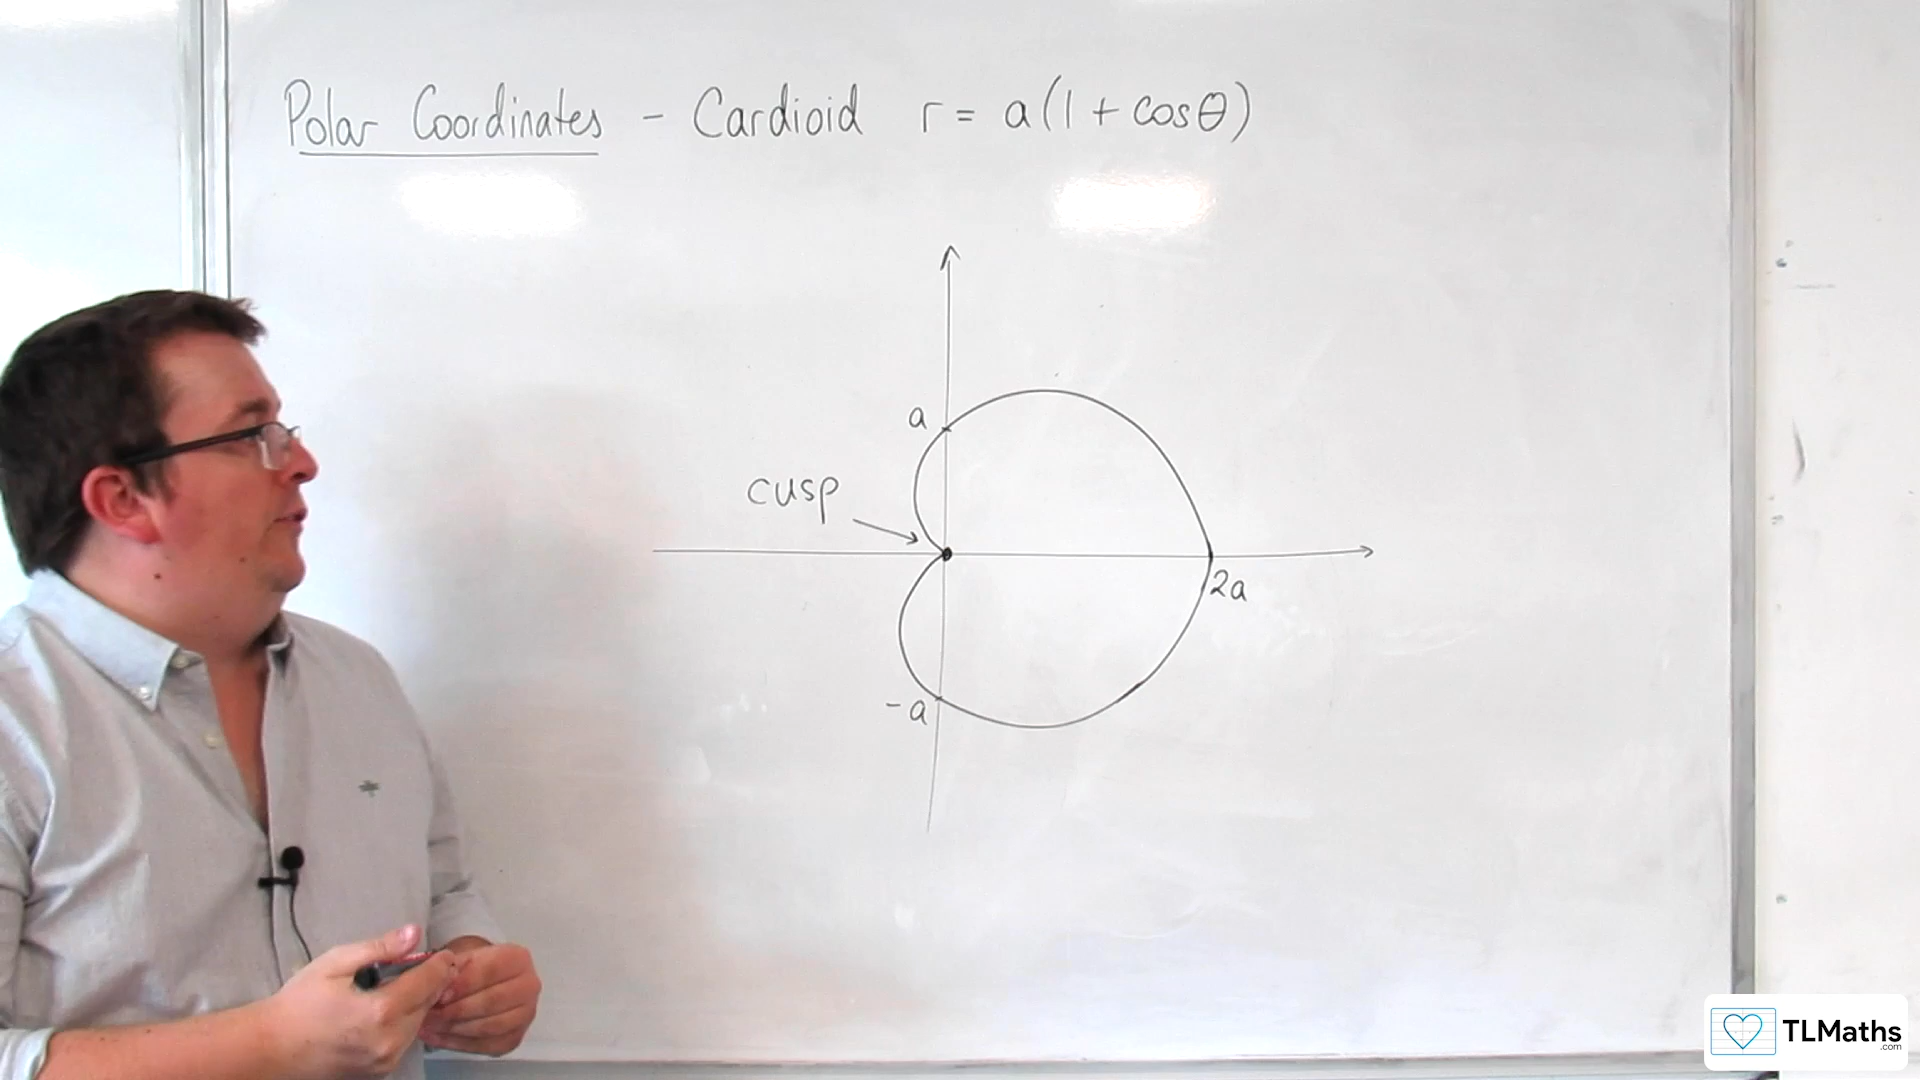 Polar Coordinates - Cardioid r = a(1 + cosθ)
a
cusp
2a
-a
TLMaths
.com